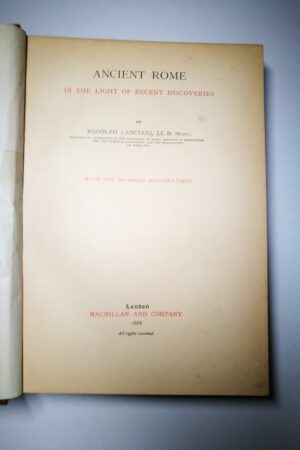 ANCIENT ROME
IN THE LIGHT OF RECENT DISCOVERIES
BY
RODOLFO LANCIANI, LL. D. (Harv.)
WITH ONE HUNDRED ILLUSTRATIONS
London
MACMILLAN AND COMPANY
1888
All rights reserved